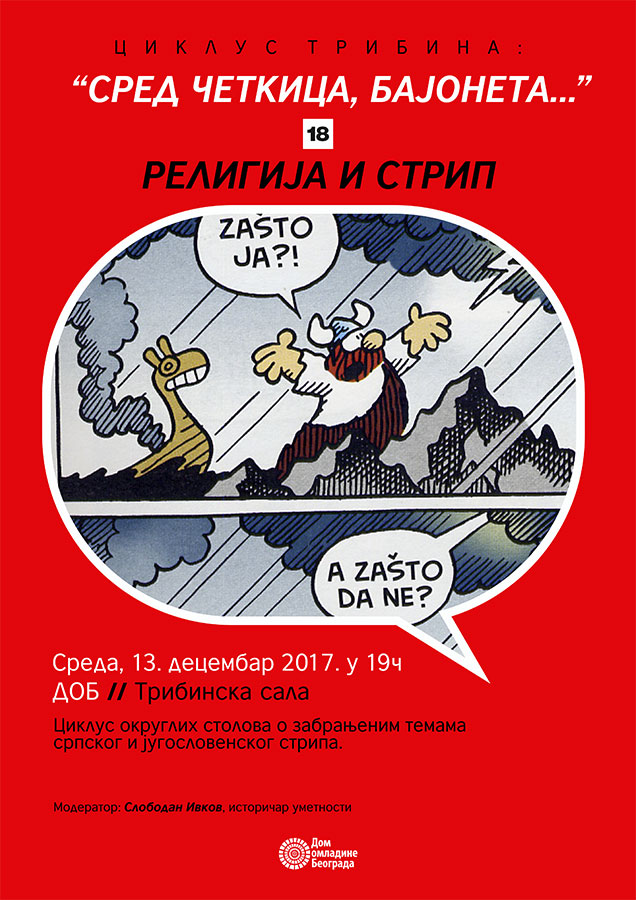 ЦИКЛУС ТРИБИНА:
“СРЕД ЧЕТКИЦА, БАЈОНЕТА...”
18
РЕЛИГИЈА И СТРИП
ZAŠTO
JA?!
A ZAŠTO
DA NE?
Среда, 13. децембар 2017. у 19ч
ДОБ // Трибинска сала
Циклус округлих столова о забрањеним темама
српског и југословенског стрипа.
Модератор: Слободан Ивков, историчар уметности
Дом
омладине
Београда